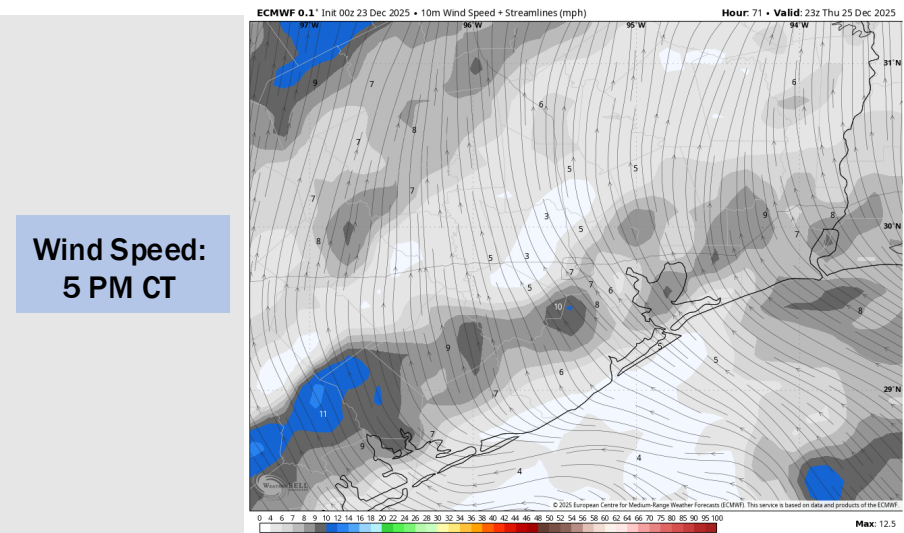 Wind Speed:
5 PM CT
ECMWF 0.1° Init 00z 23 Dec 2025 • 10m Wind Speed + Streamlines (mph)
Hour: 71 • Valid: 23z Thu 25 Dec 2025
97°W 96°W 95°W 94°W
31°N
9 7 6
6
8
7
5 5
7 7
3 9 8
30°N
5 7
8
5 3
7
5 7 6
10 8 8
9 5
5
6
29°N
7
11
7
9
4 4
WeatherBELL
© 2025 European Centre for Medium-Range Weather Forecasts (ECMWF). This service is based on data and products of the ECMWF.
0 4 5 6 7 8 9 10 12 14 16 18 20 22 24 26 28 30 32 34 36 38 40 42 44 46 48 50 52 54 56 58 60 62 64 66 68 70 75 80 85 90 95 100
Max: 12.5